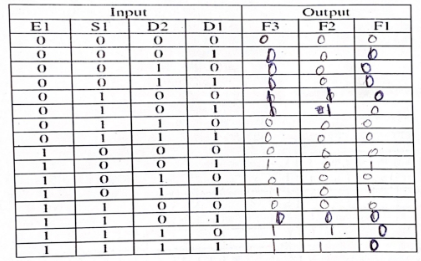 Input Output
E1 S1 D2 D1 F3 F2 F1
0 0 0 0 0 0 0
0 0 0 1 0 0 0
0 0 1 0 0 0 0
0 0 1 1 0 0 0
0 1 0 0 0
0 1 0 1 1 0
0 1 1 0 0 0 0
0 1 1 1 0 0 0
1 0 0 0 0 0 0
1 0 0 1 1 0 1
1 0 1 0 0 0 0
1 0 1 1 1 0 1
1 1 0 0 0 0 0
1 1 0 1 0 0 0
1 1 1 0 1 1 0
1 1 1 1 1 1 0